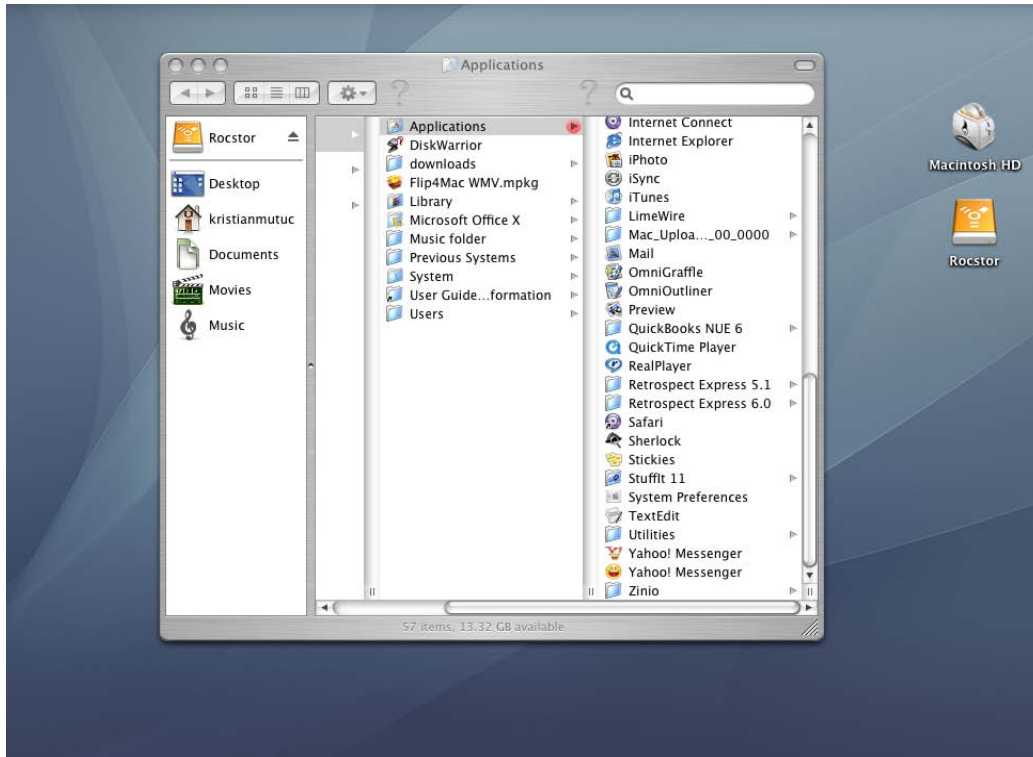 Applications
Rocstor
Desktop
kristianmutuc
Documents
Movies
Music
Applications
DiskWarrior
downloads
Flip4Mac WMV.mpkg
Library
Microsoft Office X
Music folder
Previous Systems
System
User Guide...formation
Users
Internet Connect
Internet Explorer
iPhoto
iSync
iTunes
LimeWire
Mac_Uploa..._00_0000
Mail
OmniGraffle
OmniOutliner
Preview
QuickBooks NUE 6
QuickTime Player
RealPlayer
Retrospect Express 5.1
Retrospect Express 6.0
Safari
Sherlock
Stickies
StuffIt 11
System Preferences
TextEdit
Utilities
Yahoo! Messenger
Yahoo! Messenger
Zinio
57 items, 13.32 GB available
Macintosh HD
Rocstor